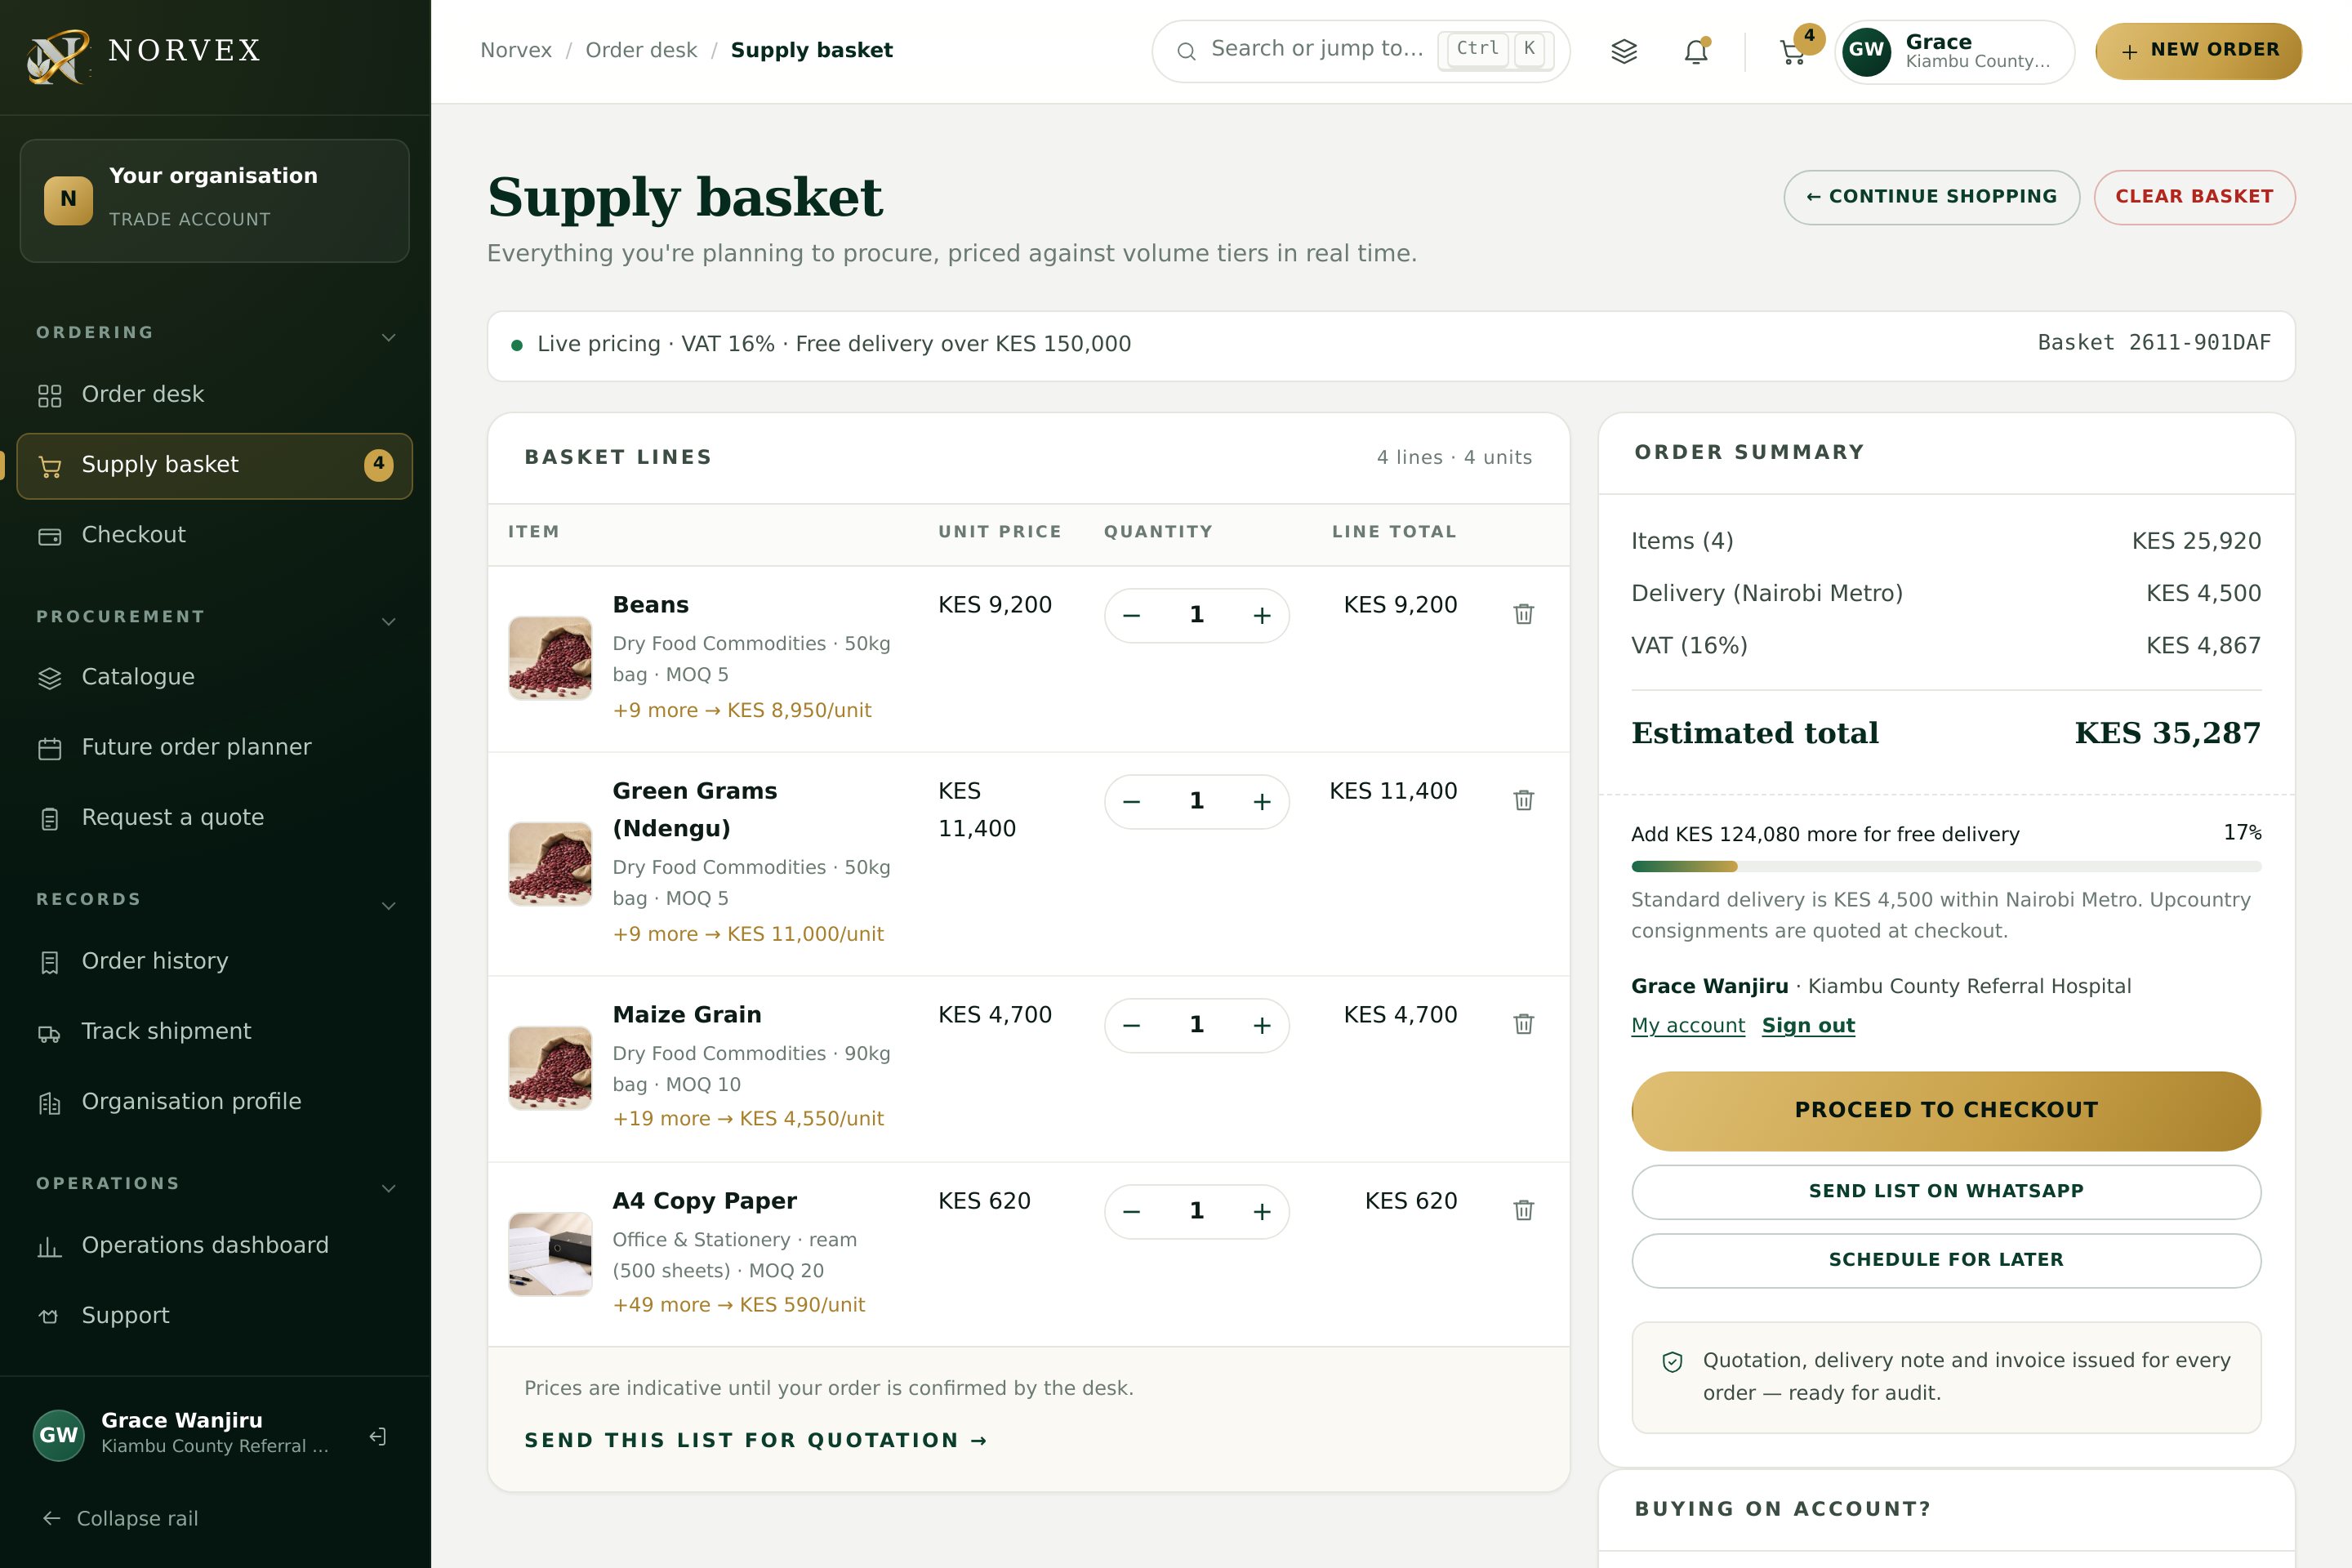 NORVEX
Norvex / Order desk / Supply basket
Search or jump to... Ctrl K
4
GW
Grace
Kiambu County...
+ NEW ORDER
N
Your organisation
TRADE ACCOUNT
ORDERING
Order desk
Supply basket 4
Checkout
PROCUREMENT
Catalogue
Future order planner
Request a quote
RECORDS
Order history
Track shipment
Organisation profile
OPERATIONS
Operations dashboard
Support
GW
Grace Wanjiru
Kiambu County Referral ...
← Collapse rail
Supply basket
Everything you're planning to procure, priced against volume tiers in real time.
← CONTINUE SHOPPING
CLEAR BASKET
Live pricing · VAT 16% · Free delivery over KES 150,000
Basket 2611-901DAF
BASKET LINES
4 lines · 4 units
ITEM UNIT PRICE QUANTITY LINE TOTAL
Beans KES 9,200 − 1 + KES 9,200
Dry Food Commodities · 50kg
bag · MOQ 5
+9 more → KES 8,950/unit
Green Grams KES − 1 + KES 11,400
(Ndengu) 11,400
Dry Food Commodities · 50kg
bag · MOQ 5
+9 more → KES 11,000/unit
Maize Grain KES 4,700 − 1 + KES 4,700
Dry Food Commodities · 90kg
bag · MOQ 10
+19 more → KES 4,550/unit
A4 Copy Paper KES 620 − 1 + KES 620
Office & Stationery · ream
(500 sheets) · MOQ 20
+49 more → KES 590/unit
Prices are indicative until your order is confirmed by the desk.
SEND THIS LIST FOR QUOTATION →
ORDER SUMMARY
Items (4) KES 25,920
Delivery (Nairobi Metro) KES 4,500
VAT (16%) KES 4,867
Estimated total KES 35,287
Add KES 124,080 more for free delivery 17%
Standard delivery is KES 4,500 within Nairobi Metro. Upcountry
consignments are quoted at checkout.
Grace Wanjiru · Kiambu County Referral Hospital
My account Sign out
PROCEED TO CHECKOUT
SEND LIST ON WHATSAPP
SCHEDULE FOR LATER
Quotation, delivery note and invoice issued for every
order — ready for audit.
BUYING ON ACCOUNT?